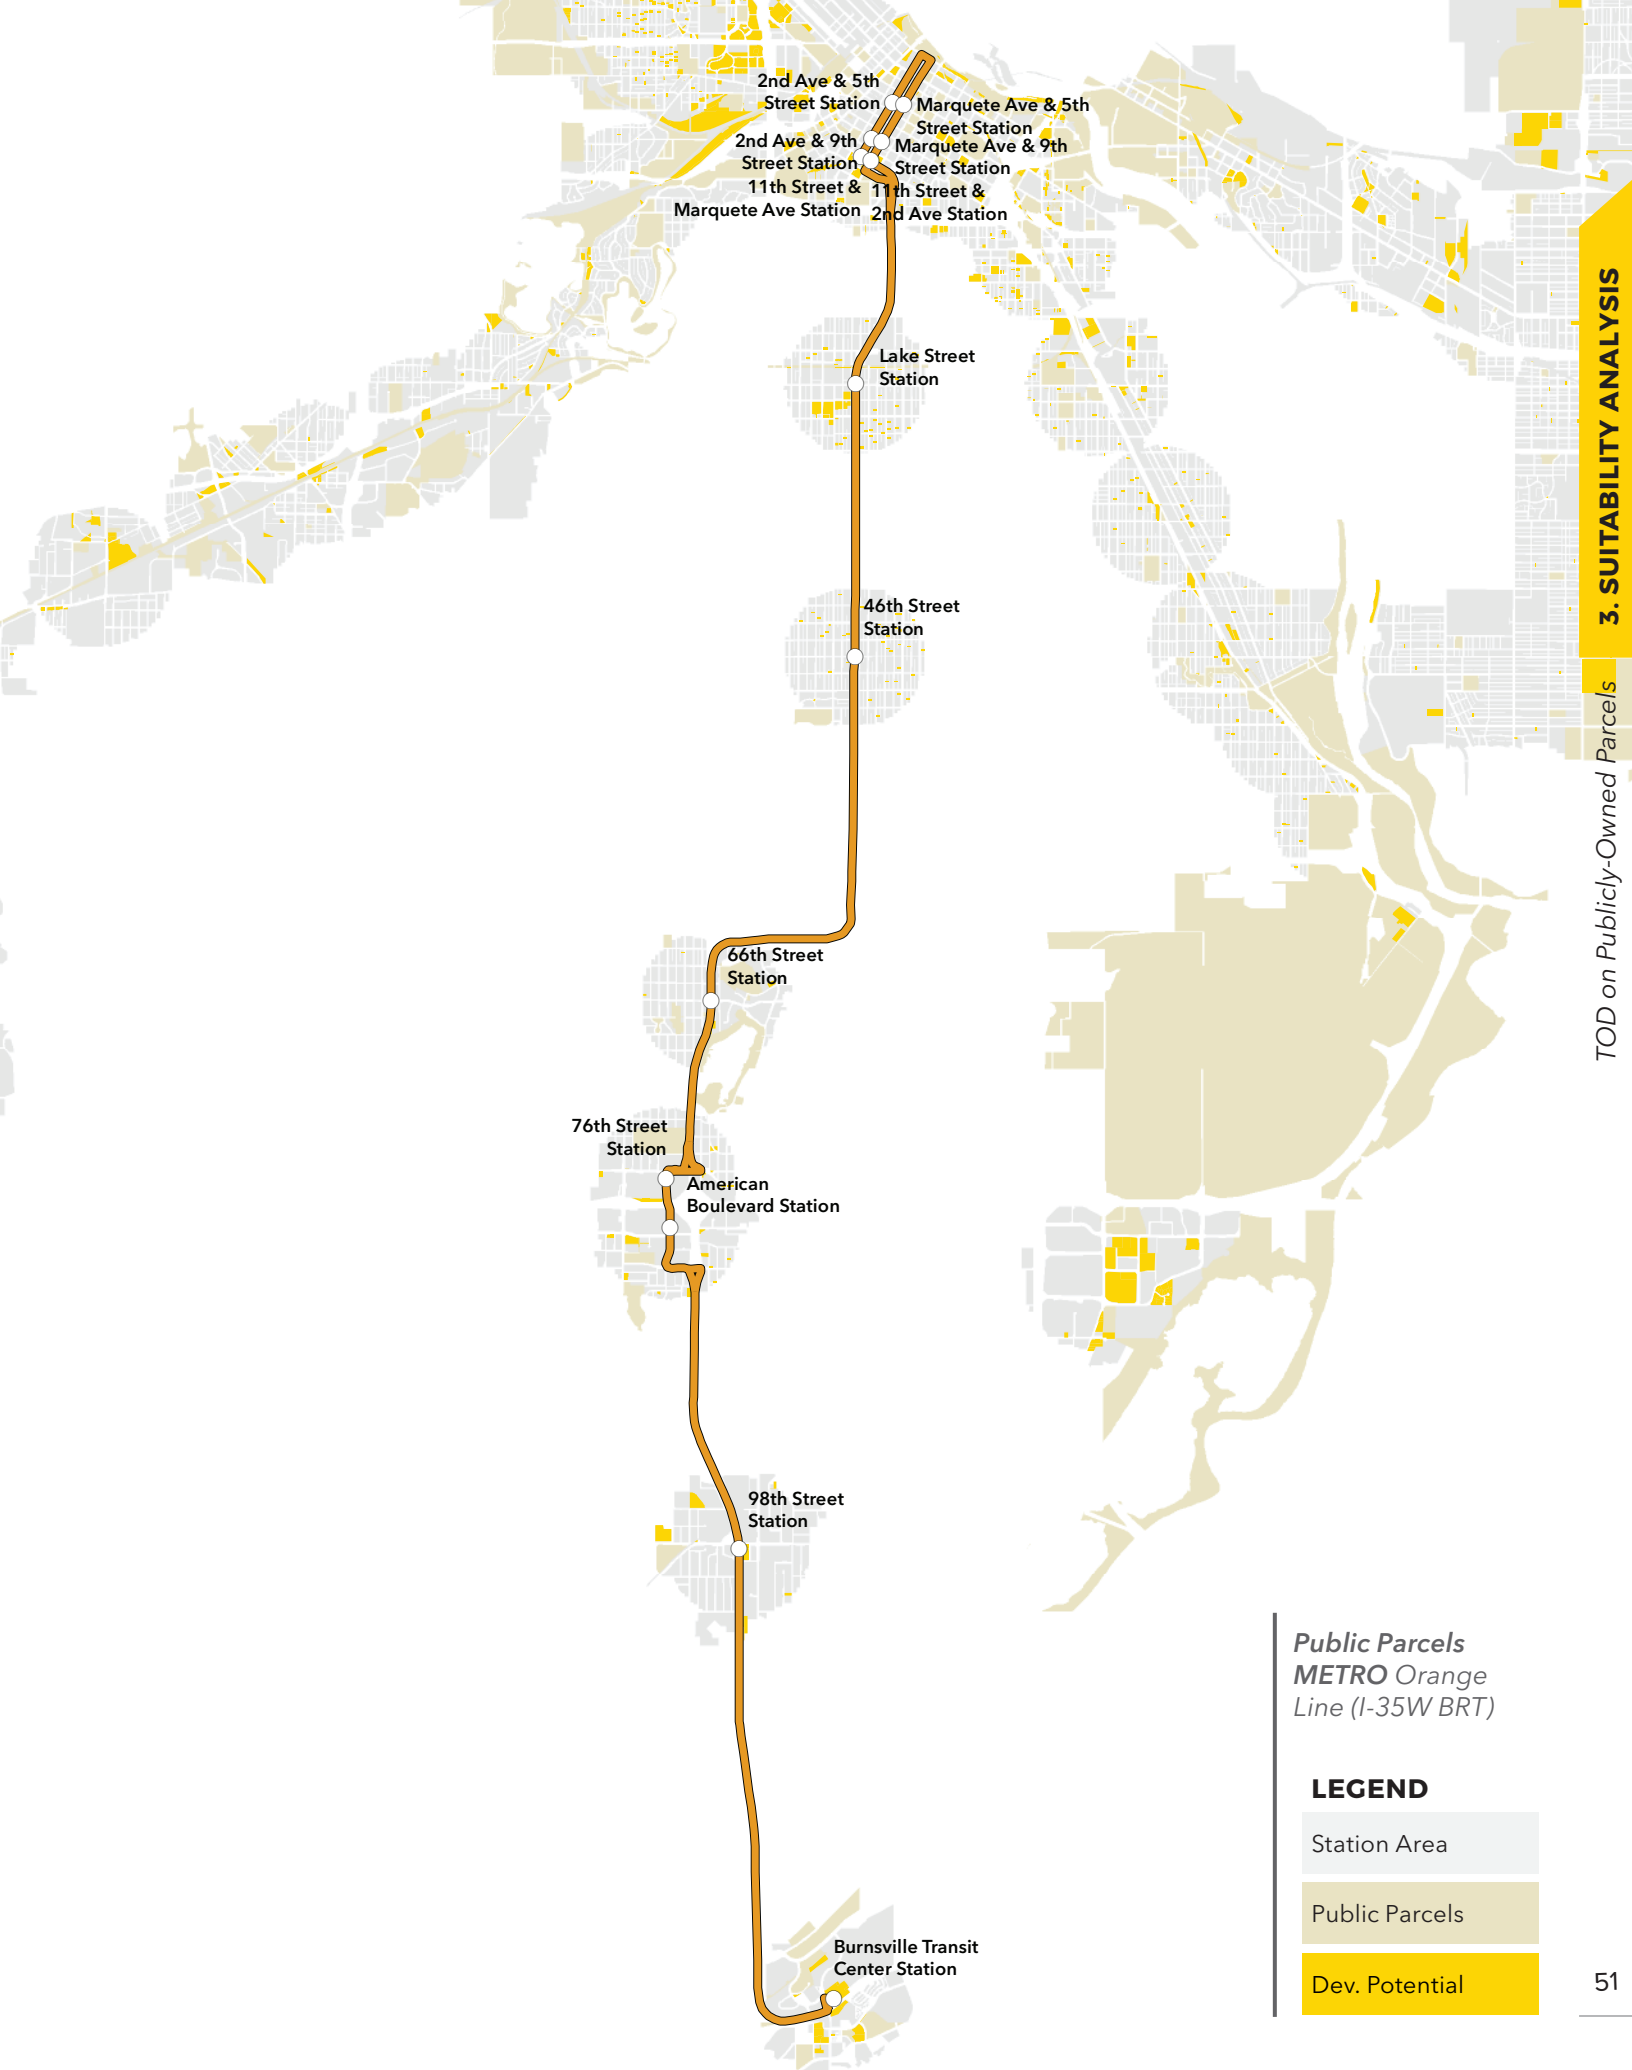 2nd Ave & 5th
Street Station
Marquete Ave & 5th
Street Station
2nd Ave & 9th
Street Station
Marquete Ave & 9th
Street Station
11th Street &
Marquete Ave Station
11th Street &
2nd Ave Station
Lake Street
Station
46th Street
Station
66th Street
Station
76th Street
Station
American
Boulevard Station
98th Street
Station
Burnsville Transit
Center Station
3. SUITABILITY ANALYSIS
TOD on Publicly-Owned Parcels
Public Parcels
METRO Orange
Line (I-35W BRT)
LEGEND
Station Area
Public Parcels
Dev. Potential
51